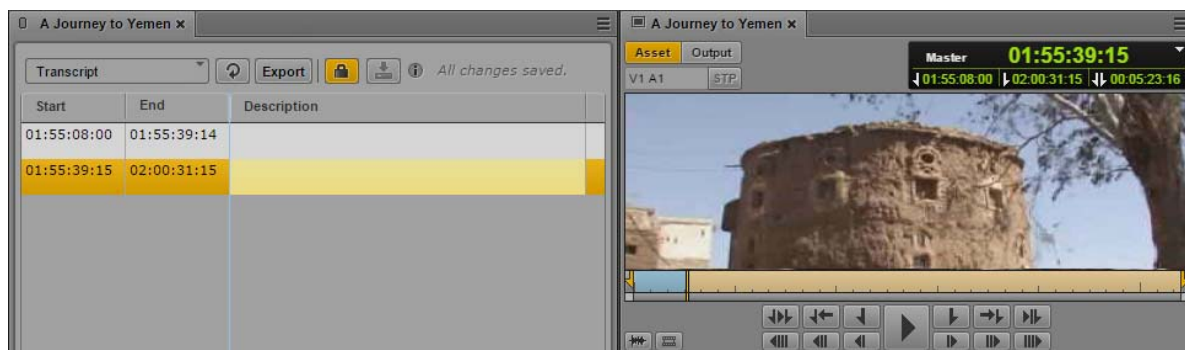 A Journey to Yemen ×
Transcript
Export
All changes saved.
Start End Description
01:55:08:00 01:55:39:14
01:55:39:15 02:00:31:15
A Journey to Yemen ×
Asset Output
Master 01:55:39:15
V1 A1 STP
01:55:08:00 02:00:31:15 00:05:23:16